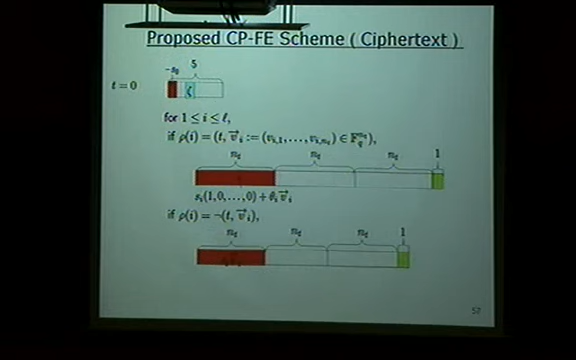 Proposed CP-FE Scheme ( Ciphertext )
−s₀ 5
t = 0 ζ
for 1 ≤ i ≤ ℓ,
if ρ(i) = (t, v⃗ᵢ := (vᵢ,₁, …, vᵢ,ₙₜ) ∈ 𝔽_q^{nₜ}),
nₜ nₜ nₜ 1
sᵢ(1, 0, …, 0) + θᵢv⃗ᵢ
if ρ(i) = ¬(t, v⃗ᵢ),
nₜ nₜ nₜ 1
57